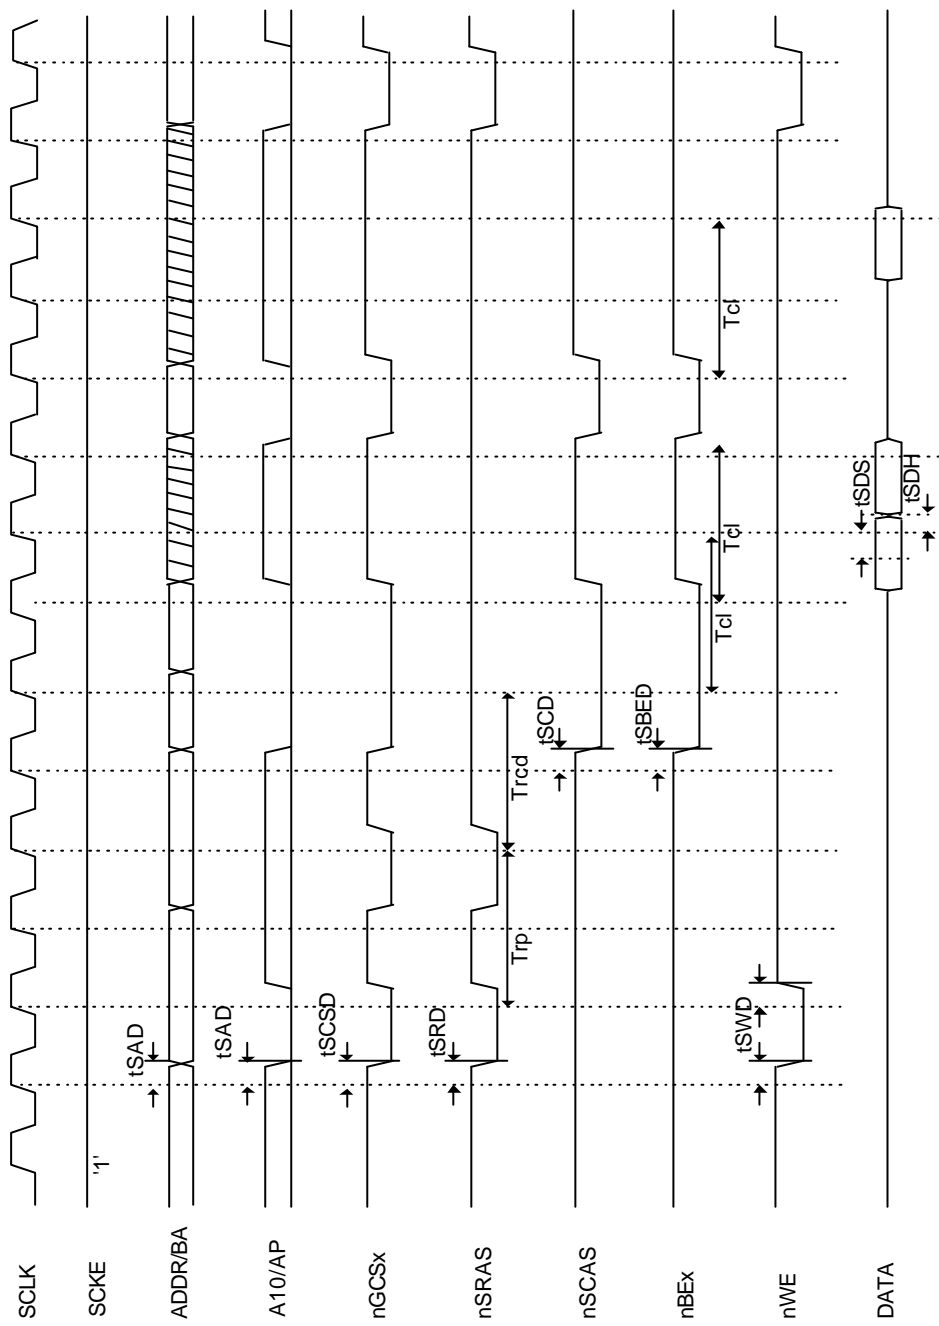 SCLK
SCKE
'1'
ADDR/BA
tSAD
A10/AP
tSAD
nGCSx
tSCSD
nSRAS
tSRD
Trp
Trcd
nSCAS
tSCD
nBEx
tSBED
Tcl
Tcl
Tcl
nWE
tSWD
DATA
tSDS
tSDH